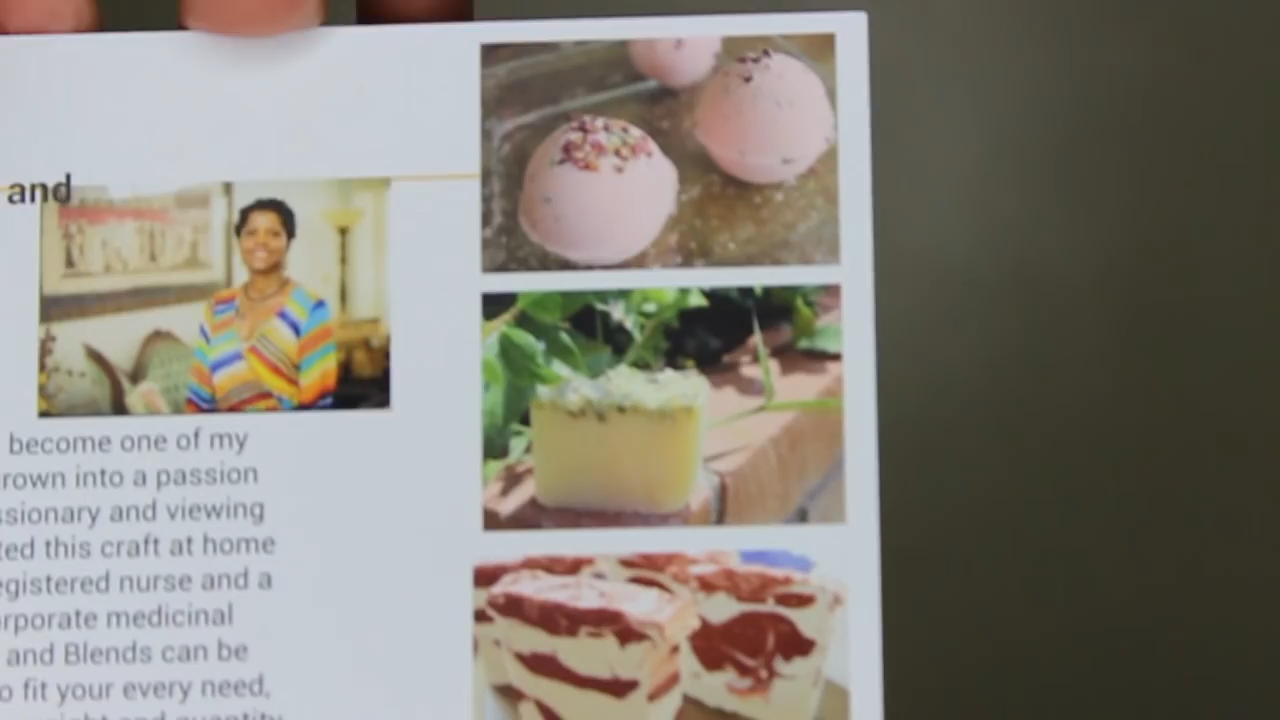 and
become one of my
rown into a passion
ssionary and viewing
ted this craft at home
egistered nurse and a
rporate medicinal
and Blends can be
o fit your every need,